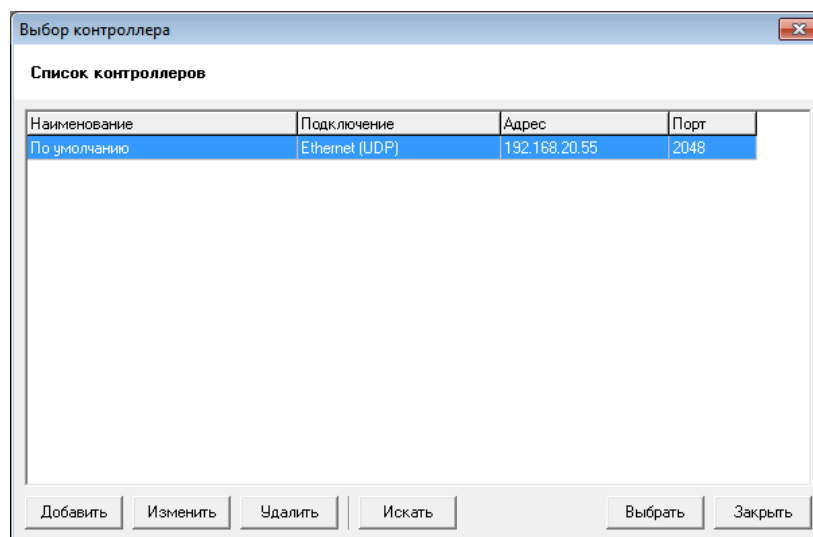 Выбор контроллера
Список контроллеров
Наименование Подключение Адрес Порт
По умолчанию Ethernet (UDP) 192.168.20.55 2048
Добавить Изменить Удалить Искать Выбрать Закрыть